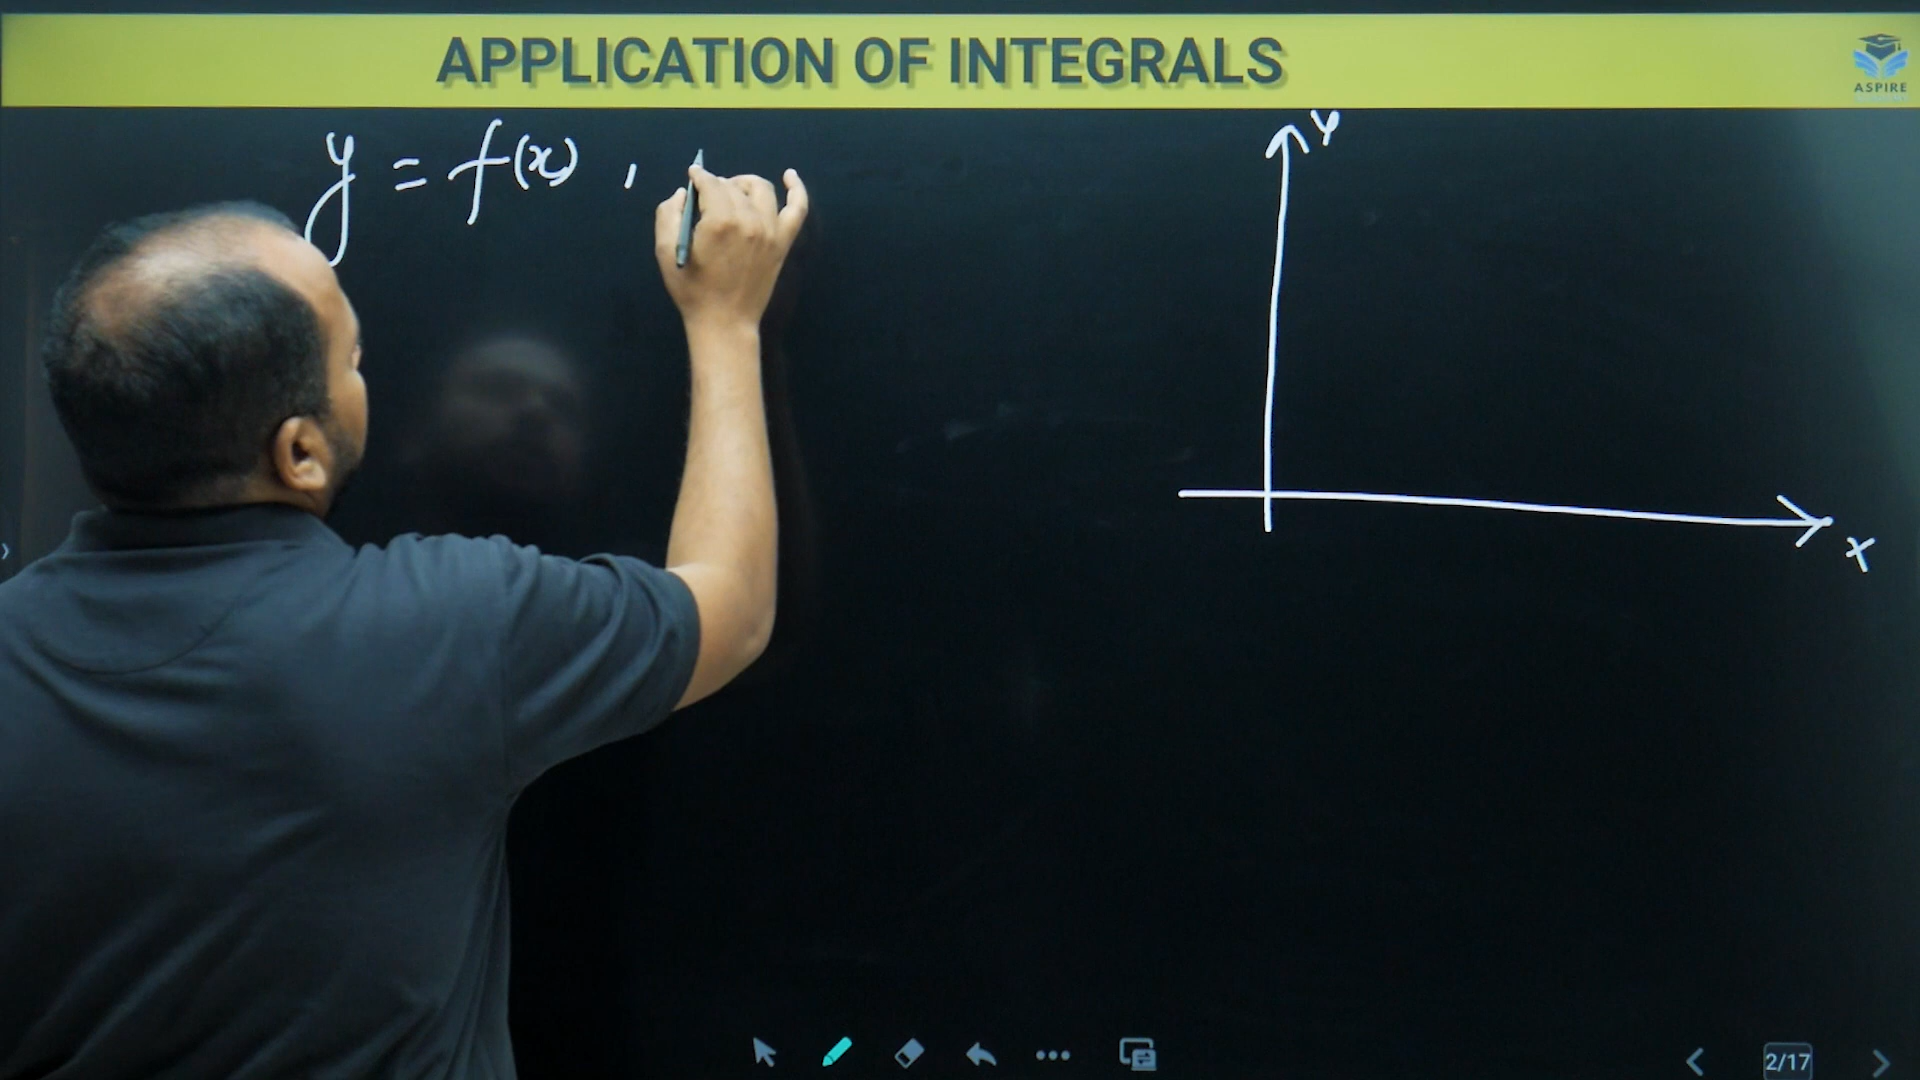 APPLICATION OF INTEGRALS
ASPIRE
y = f(x) ,
y
x
2/17